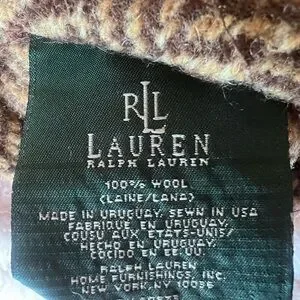 RLL
LAUREN
RALPH LAUREN
100% WOOL
(LAINE/LANA)
MADE IN URUGUAY. SEWN IN USA
FABRIQUE EN URUGUAY.
COUSU AUX ETATS-UNIS/
HECHO EN URUGUAY.
COCIDO EN EE.UU.
RALPH LAUREN
HOME FURNISHINGS, INC.
NEW YORK, NY 10036